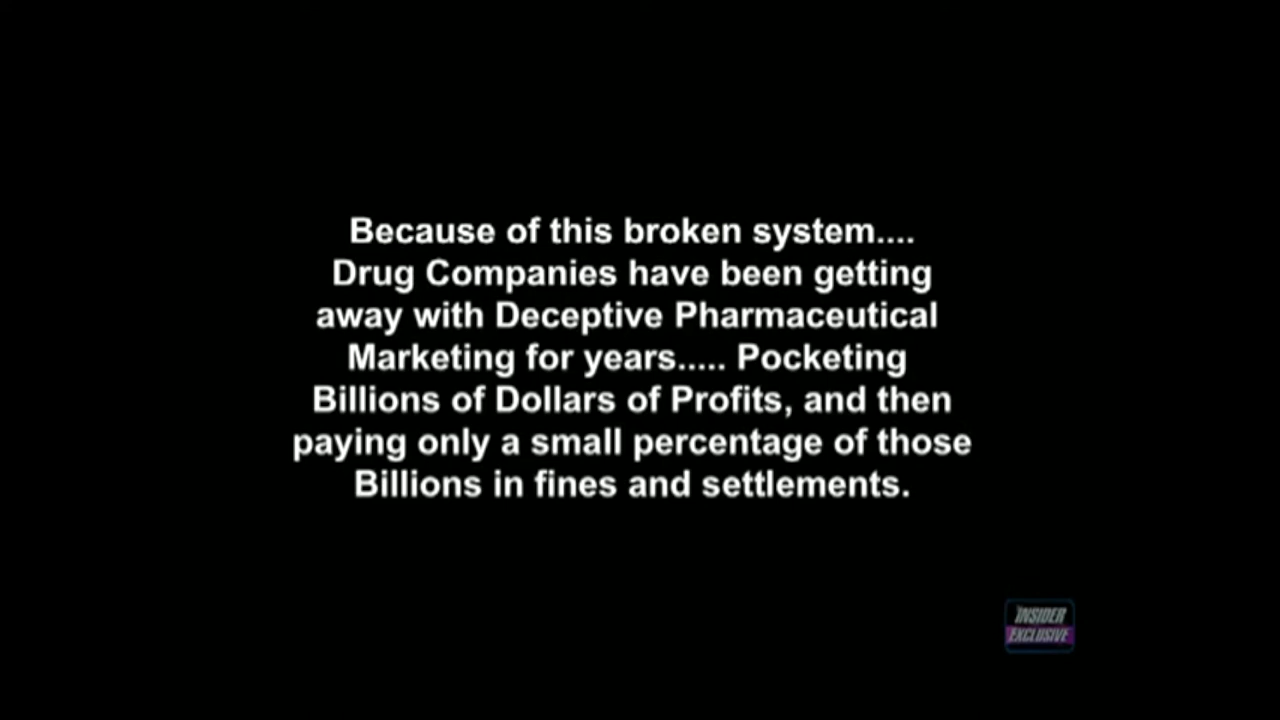 Because of this broken system....
Drug Companies have been getting
away with Deceptive Pharmaceutical
Marketing for years..... Pocketing
Billions of Dollars of Profits, and then
paying only a small percentage of those
Billions in fines and settlements.
INSIDER
EXCLUSIVE